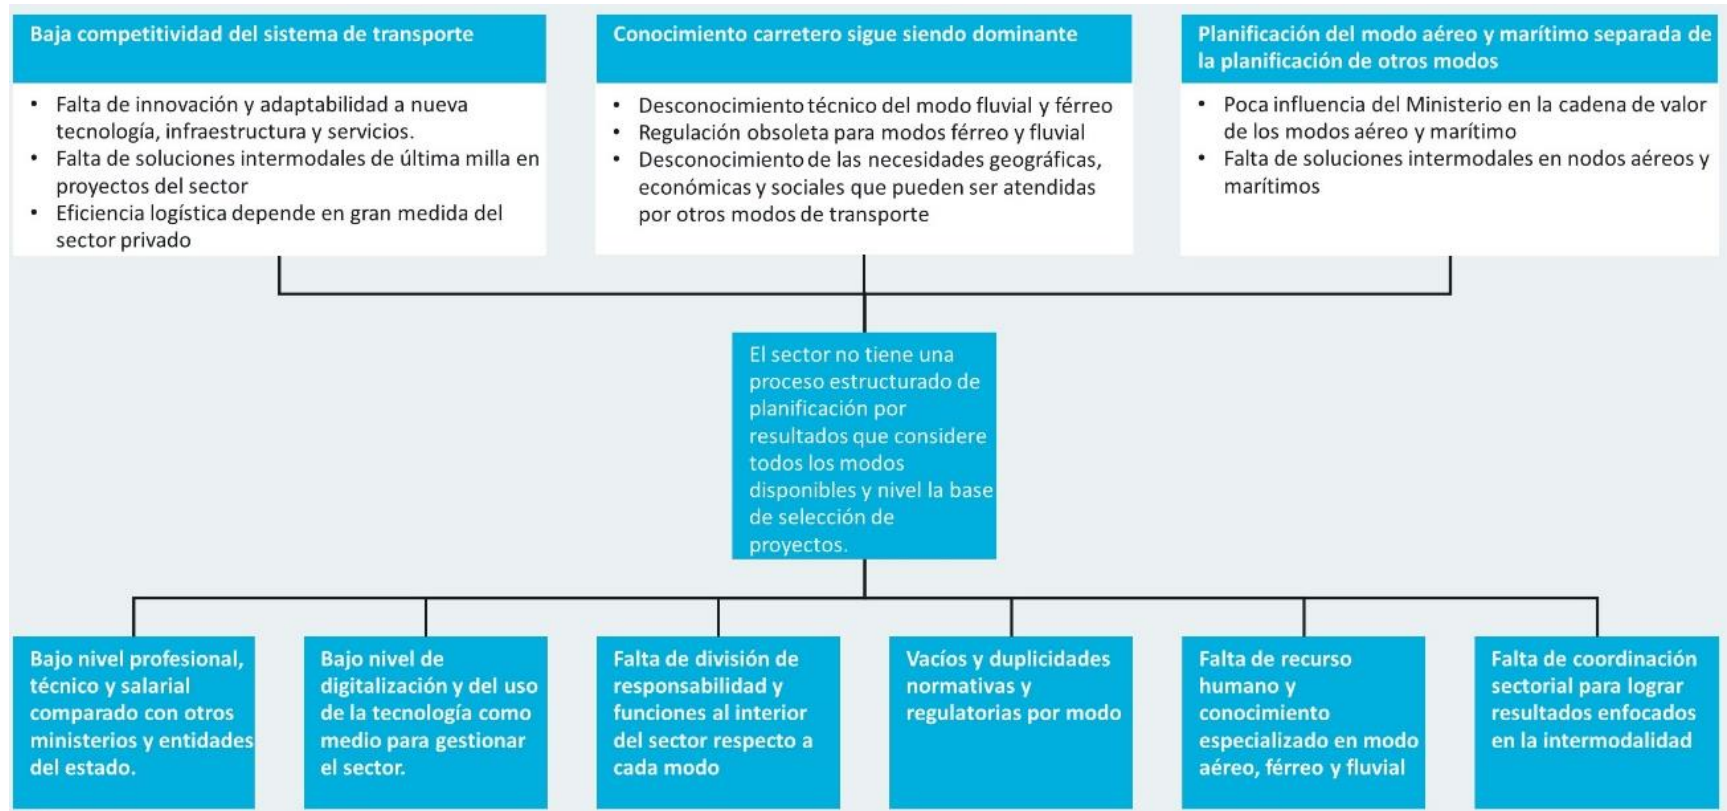 Baja competitividad del sistema de transporte
• Falta de innovación y adaptabilidad a nueva
tecnología, infraestructura y servicios.
• Falta de soluciones intermodales de última milla en
proyectos del sector
• Eficiencia logística depende en gran medida del
sector privado
Conocimiento carretero sigue siendo dominante
• Desconocimiento técnico del modo fluvial y férreo
• Regulación obsoleta para modos férreo y fluvial
• Desconocimiento de las necesidades geográficas,
económicas y sociales que pueden ser atendidas
por otros modos de transporte
Planificación del modo aéreo y marítimo separada de
la planificación de otros modos
• Poca influencia del Ministerio en la cadena de valor
de los modos aéreo y marítimo
• Falta de soluciones intermodales en nodos aéreos y
marítimos
El sector no tiene una
proceso estructurado de
planificación por
resultados que considere
todos los modos
disponibles y nivel la base
de selección de
proyectos.
Bajo nivel profesional,
técnico y salarial
comparado con otros
ministerios y entidades
del estado.
Bajo nivel de
digitalización y del uso
de la tecnología como
medio para gestionar
el sector.
Falta de división de
responsabilidad y
funciones al interior
del sector respecto a
cada modo
Vacíos y duplicidades
normativas y
regulatorias por modo
Falta de recurso
humano y
conocimiento
especializado en modo
aéreo, férreo y fluvial
Falta de coordinación
sectorial para lograr
resultados enfocados
en la intermodalidad